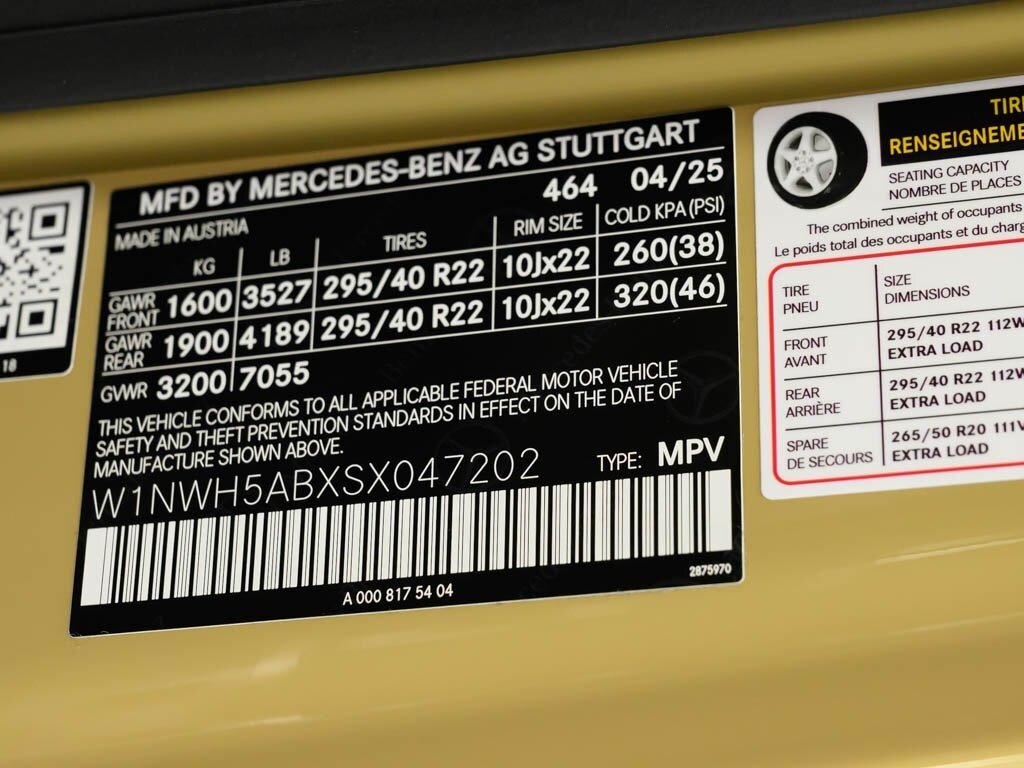 MFD BY MERCEDES-BENZ AG STUTTGART
464 04/25
MADE IN AUSTRIA
KG LB TIRES RIM SIZE COLD KPA (PSI)
GAWR FRONT 1600 3527 295/40 R22 10Jx22 260(38)
GAWR REAR 1900 4189 295/40 R22 10Jx22 320(46)
GVWR 3200 7055
THIS VEHICLE CONFORMS TO ALL APPLICABLE FEDERAL MOTOR VEHICLE
SAFETY AND THEFT PREVENTION STANDARDS IN EFFECT ON THE DATE OF
MANUFACTURE SHOWN ABOVE.
W1NWH5ABXSX047202 TYPE: MPV
A 000 817 54 04
2875970
18
TIRE
RENSEIGNEME
SEATING CAPACITY
NOMBRE DE PLACES
The combined weight of occupants
Le poids total des occupants et du charg
TIRE
PNEU
SIZE
DIMENSIONS
FRONT
AVANT
295/40 R22 112W
EXTRA LOAD
REAR
ARRIÈRE
295/40 R22 112W
EXTRA LOAD
SPARE
DE SECOURS
265/50 R20 111V
EXTRA LOAD